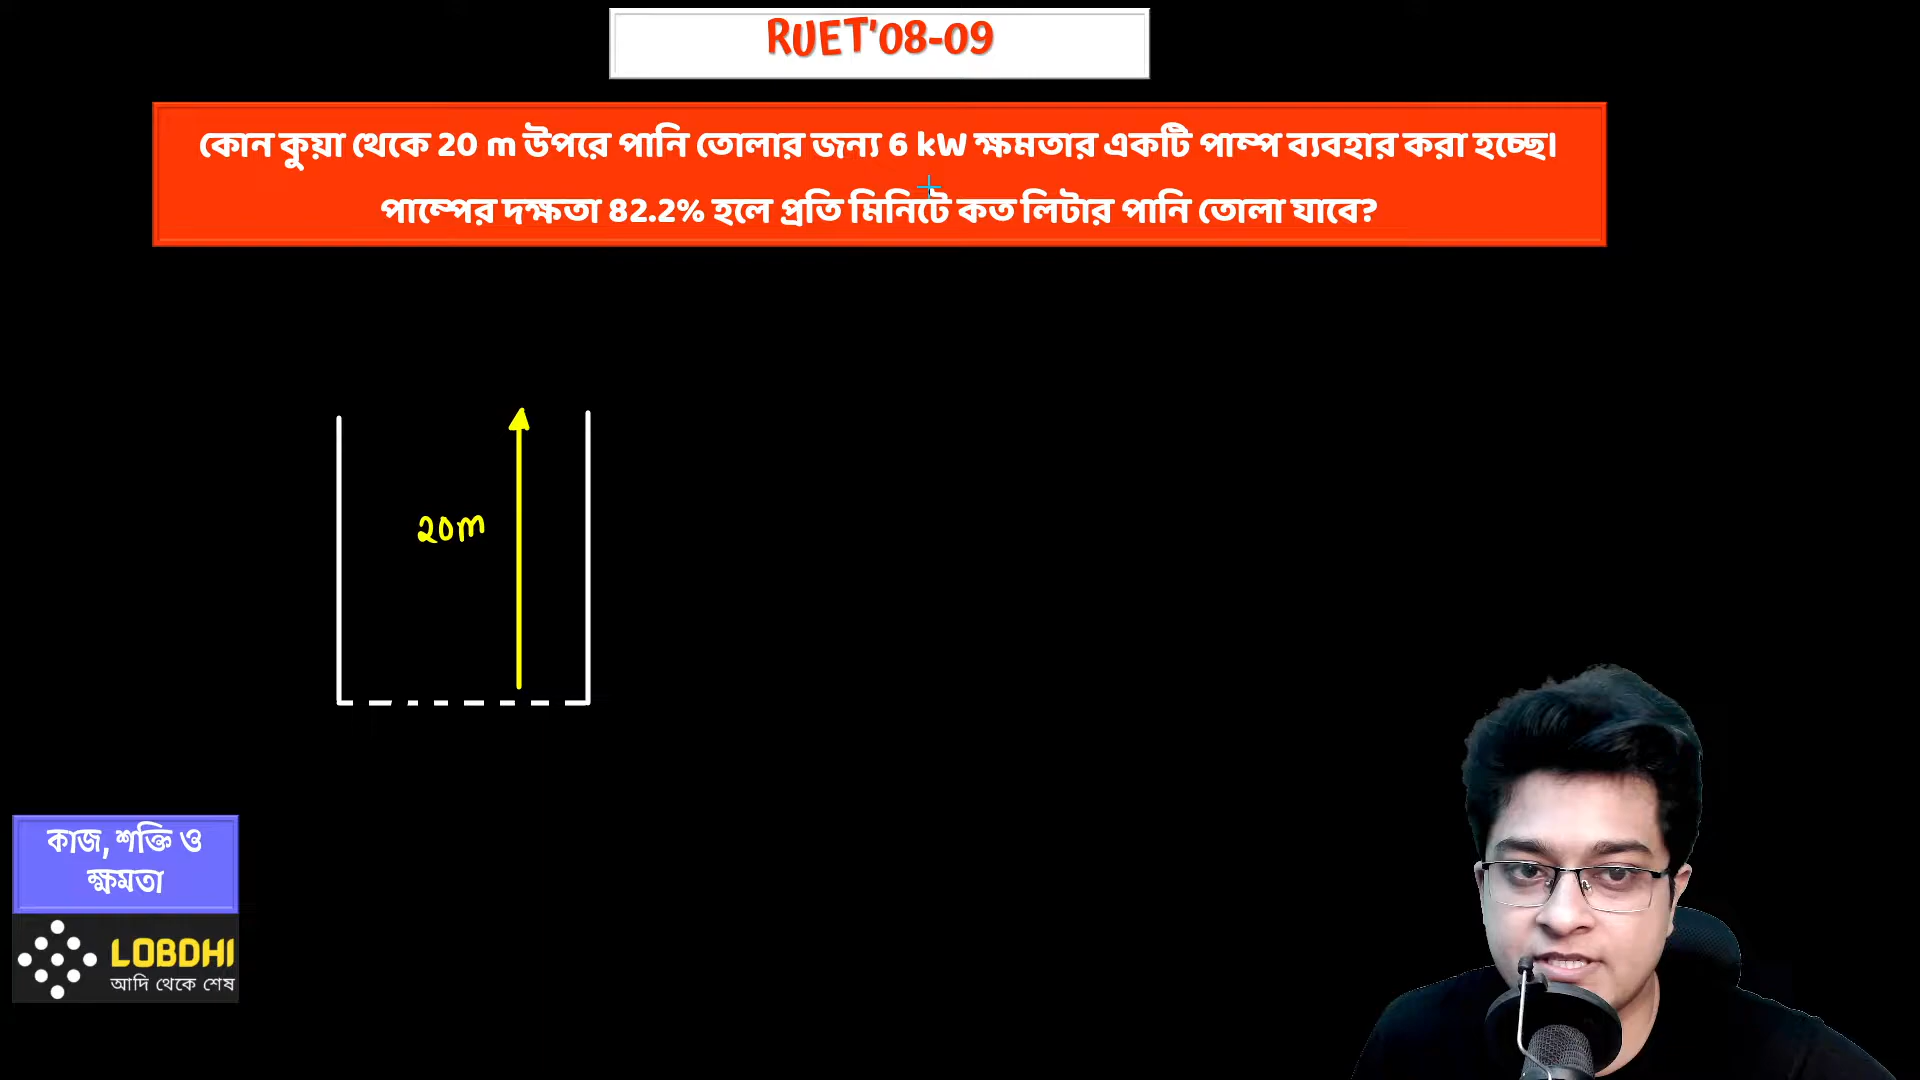 RUET'08-09
কোন কুয়া থেকে 20 m উপরে পানি তোলার জন্য 6 kW ক্ষমতার একটি পাম্প ব্যবহার করা হচ্ছে।
পাম্পের দক্ষতা 82.2% হলে প্রতি মিনিটে কত লিটার পানি তোলা যাবে?
20m
কাজ, শক্তি ও
ক্ষমতা
LOBDHI
আদি থেকে শেষ